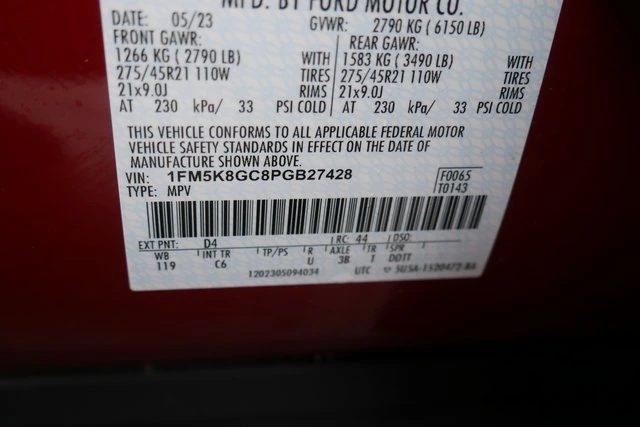 MFD. BY FORD MOTOR CO.
DATE: 05/23 GVWR: 2790 KG ( 6150 LB)
FRONT GAWR: REAR GAWR:
1266 KG ( 2790 LB) WITH 1583 KG ( 3490 LB) WITH
275/45R21 110W TIRES 275/45R21 110W TIRES
21x9.0J RIMS 21x9.0J RIMS
AT 230 kPa/ 33 PSI COLD AT 230 kPa/ 33 PSI COLD
THIS VEHICLE CONFORMS TO ALL APPLICABLE FEDERAL MOTOR
VEHICLE SAFETY STANDARDS IN EFFECT ON THE DATE OF
MANUFACTURE SHOWN ABOVE.
VIN: 1FM5K8GC8PGB27428 F0065
TYPE: MPV T0143
EXT PNT: D4 RC: 44 DSO:
WB INT TR TP/PS R AXLE TR SPR
119 C6 U 3B T DDTT
1202305094034 UTC 5U5A-1520472-BA